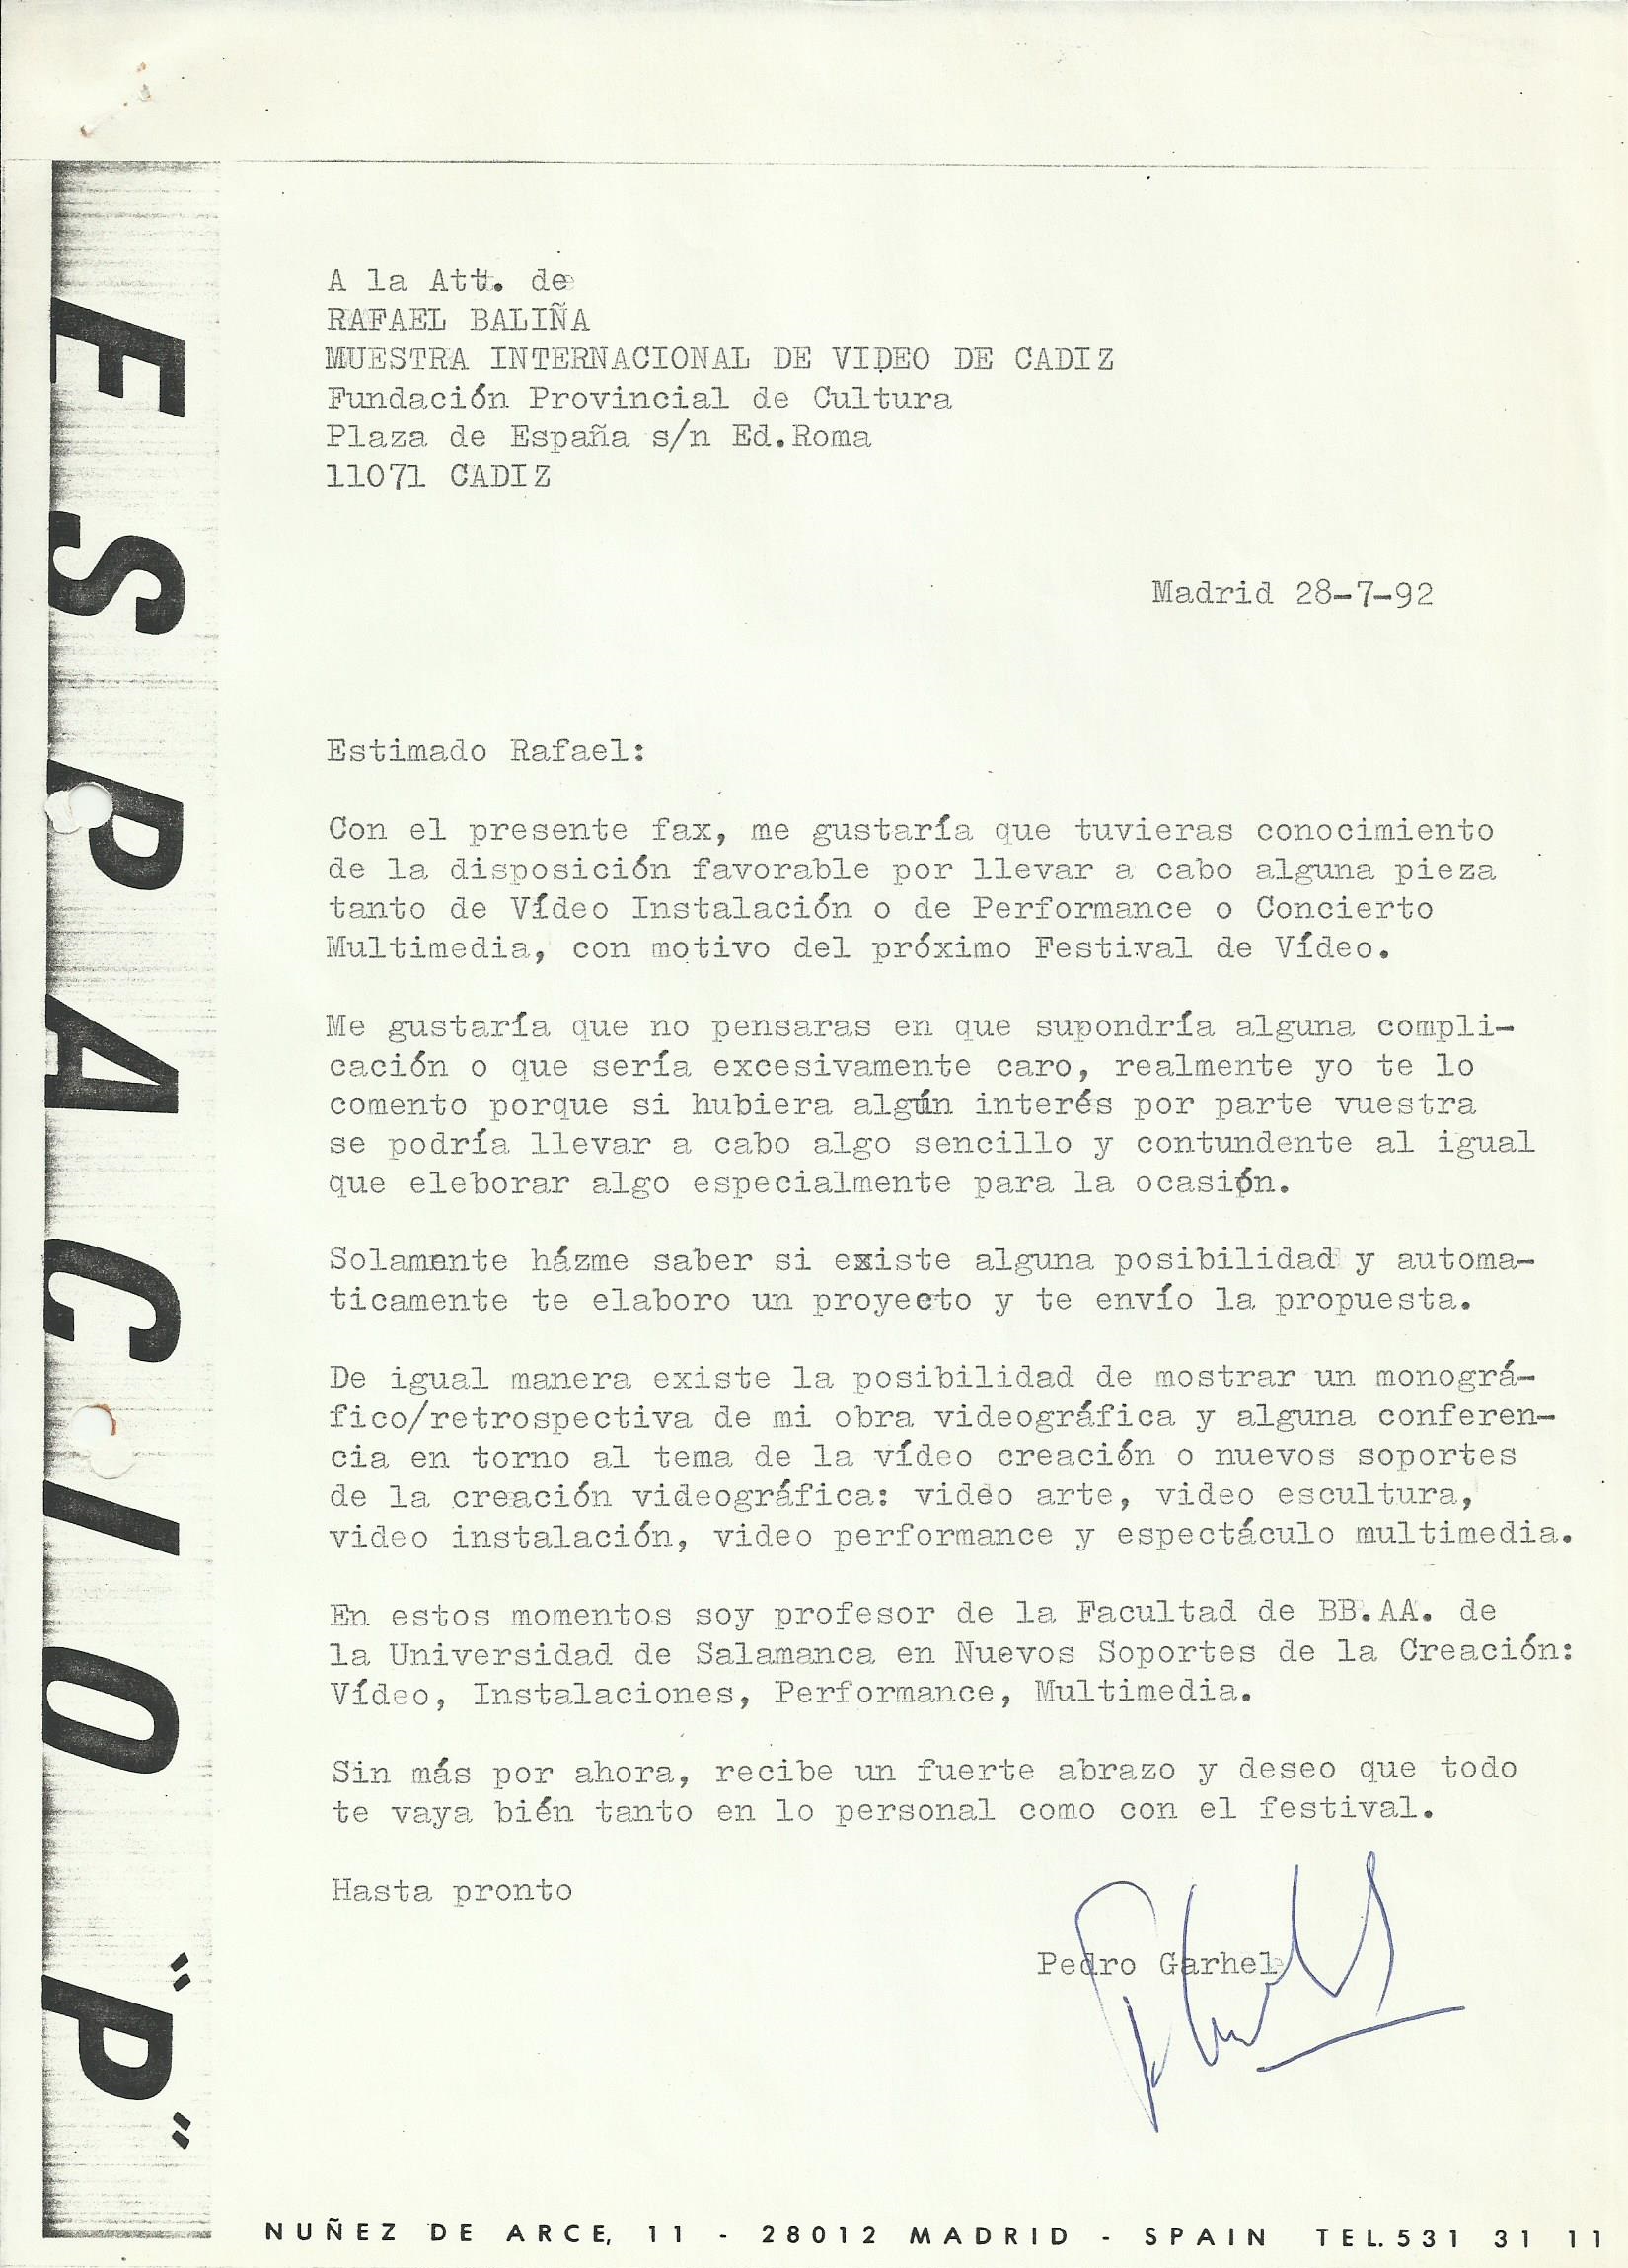 ESPACIO "P"
A la Att. de
RAFAEL BALIÑA
MUESTRA INTERNACIONAL DE VIDEO DE CADIZ
Fundación Provincial de Cultura
Plaza de España s/n Ed.Roma
11071 CADIZ
Madrid 28-7-92
Estimado Rafael:
Con el presente fax, me gustaría que tuvieras conocimiento
de la disposición favorable por llevar a cabo alguna pieza
tanto de Vídeo Instalación o de Performance o Concierto
Multimedia, con motivo del próximo Festival de Vídeo.
Me gustaría que no pensaras en que supondría alguna compli-
cación o que sería excesivamente caro, realmente yo te lo
comento porque si hubiera algún interés por parte vuestra
se podría llevar a cabo algo sencillo y contundente al igual
que eleborar algo especialmente para la ocasión.
Solamente házme saber si existe alguna posibilidad y automa-
ticamente te elaboro un proyecto y te envío la propuesta.
De igual manera existe la posibilidad de mostrar un monográ-
fico/retrospectiva de mi obra videográfica y alguna conferen-
cia en torno al tema de la vídeo creación o nuevos soportes
de la creación videográfica: video arte, video escultura,
video instalación, video performance y espectáculo multimedia.
En estos momentos soy profesor de la Facultad de BB.AA. de
la Universidad de Salamanca en Nuevos Soportes de la Creación:
Vídeo, Instalaciones, Performance, Multimedia.
Sin más por ahora, recibe un fuerte abrazo y deseo que todo
te vaya bién tanto en lo personal como con el festival.
Hasta pronto
Pedro Garhel
NUÑEZ DE ARCE, 11 - 28012 MADRID - SPAIN TEL. 531 31 11